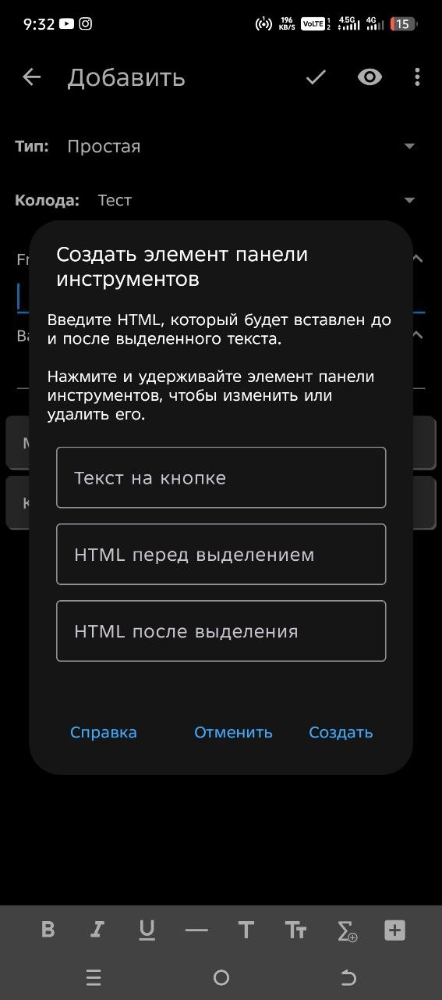 9:32 196 KB/S VoLTE 1 2 4.5G 4G 15
Добавить
Тип: Простая
Колода: Тест
Fr
Создать элемент панели
инструментов
Введите HTML, который будет вставлен до
и после выделенного текста.
Ba
Нажмите и удерживайте элемент панели
инструментов, чтобы изменить или
удалить его.
Текст на кнопке
HTML перед выделением
HTML после выделения
Справка Отменить Создать
B I U T Tт Σ